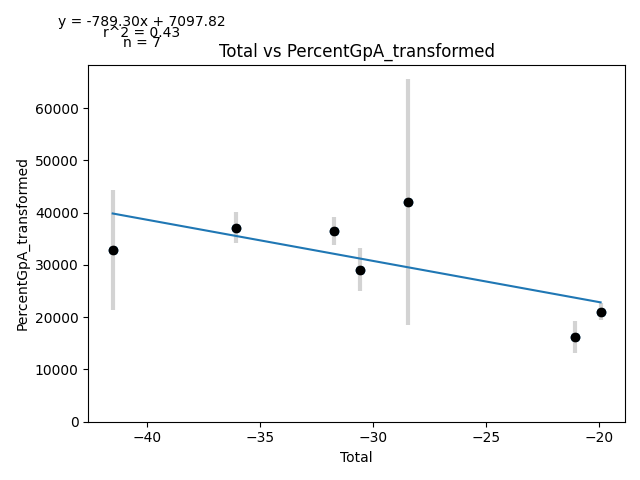 y = -789.30x + 7097.82
r^2 = 0.43
n = 7
Total vs PercentGpA_transformed
PercentGpA_transformed
60000
50000
40000
30000
20000
10000
0
−40
−35
−30
−25
−20
Total